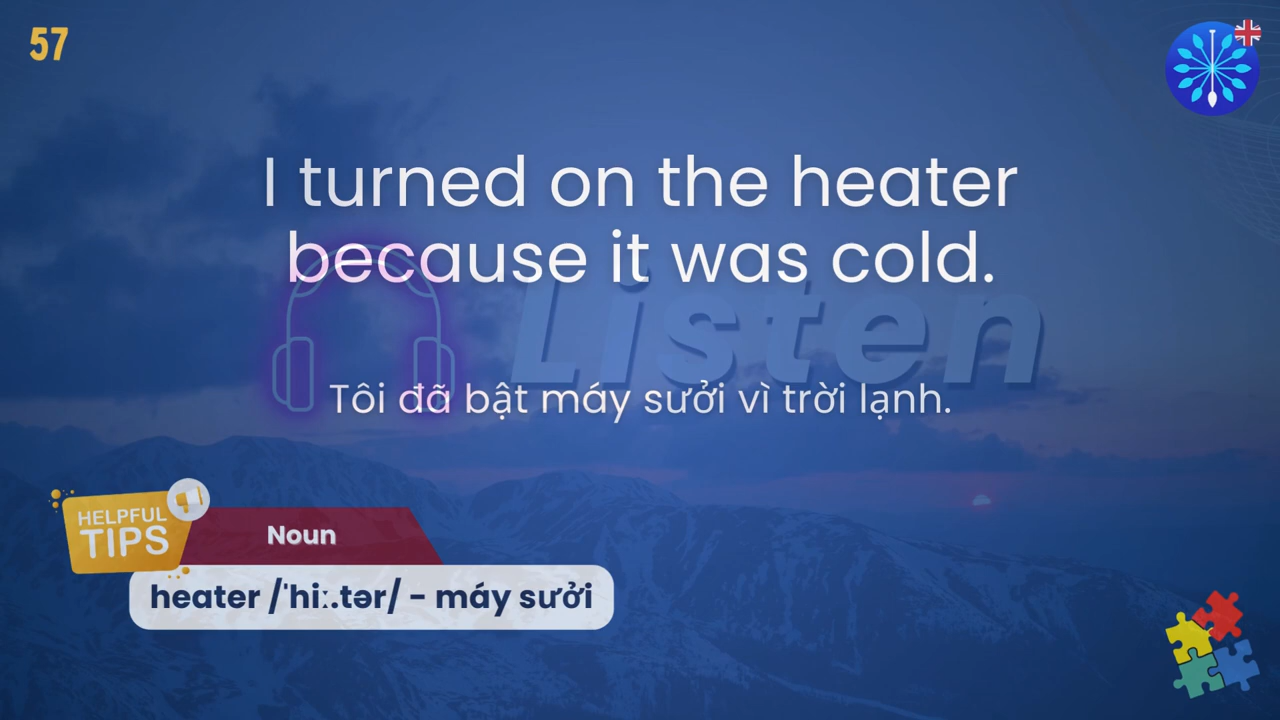 57
I turned on the heater
because it was cold.
Listen
Tôi đã bật máy sưởi vì trời lạnh.
HELPFUL
TIPS
Noun
heater /ˈhiː.tər/ - máy sưởi